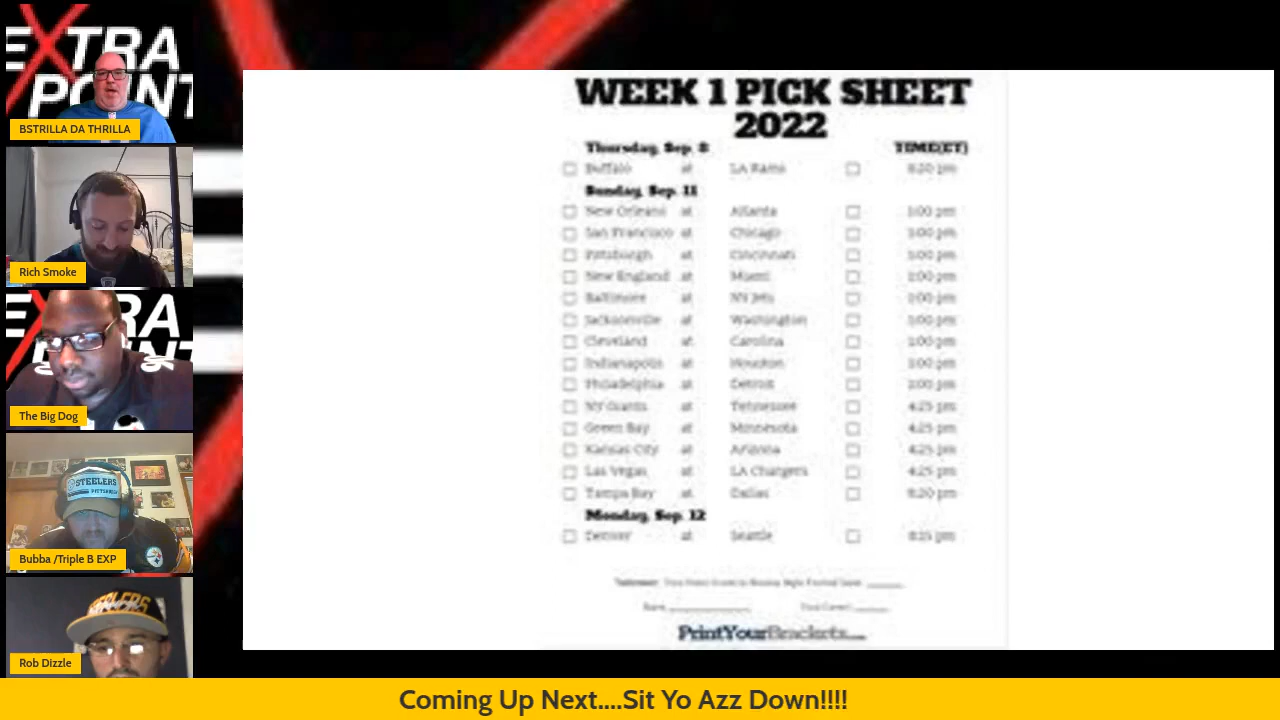 EXTRA
POINT
BSTRILLA DA THRILLA
Rich Smoke
EXTRA
The Big Dog
STEELERS
PITTSBURGH
Bubba /Triple B EXP
STEELERS
Rob Dizzle
WEEK 1 PICK SHEET
2022
Thursday, Sep. 8 TIME(ET)
Buffalo at LA Rams 8:20 pm
Sunday, Sep. 11
New Orleans at Atlanta 1:00 pm
San Francisco at Chicago 1:00 pm
Pittsburgh at Cincinnati 1:00 pm
New England at Miami 1:00 pm
Baltimore at NY Jets 1:00 pm
Jacksonville at Washington 1:00 pm
Cleveland at Carolina 1:00 pm
Indianapolis at Houston 1:00 pm
Philadelphia at Detroit 1:00 pm
NY Giants at Tennessee 4:25 pm
Green Bay at Minnesota 4:25 pm
Kansas City at Arizona 4:25 pm
Las Vegas at LA Chargers 4:25 pm
Tampa Bay at Dallas 8:20 pm
Monday, Sep. 12
Denver at Seattle 8:15 pm
Name
PrintYourBrackets.com
Coming Up Next....Sit Yo Azz Down!!!!